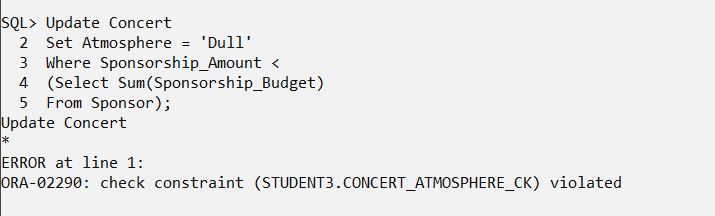 SQL> Update Concert
2 Set Atmosphere = 'Dull'
3 Where Sponsorship_Amount <
4 (Select Sum(Sponsorship_Budget)
5 From Sponsor);
Update Concert
*
ERROR at line 1:
ORA-02290: check constraint (STUDENT3.CONCERT_ATMOSPHERE_CK) violated